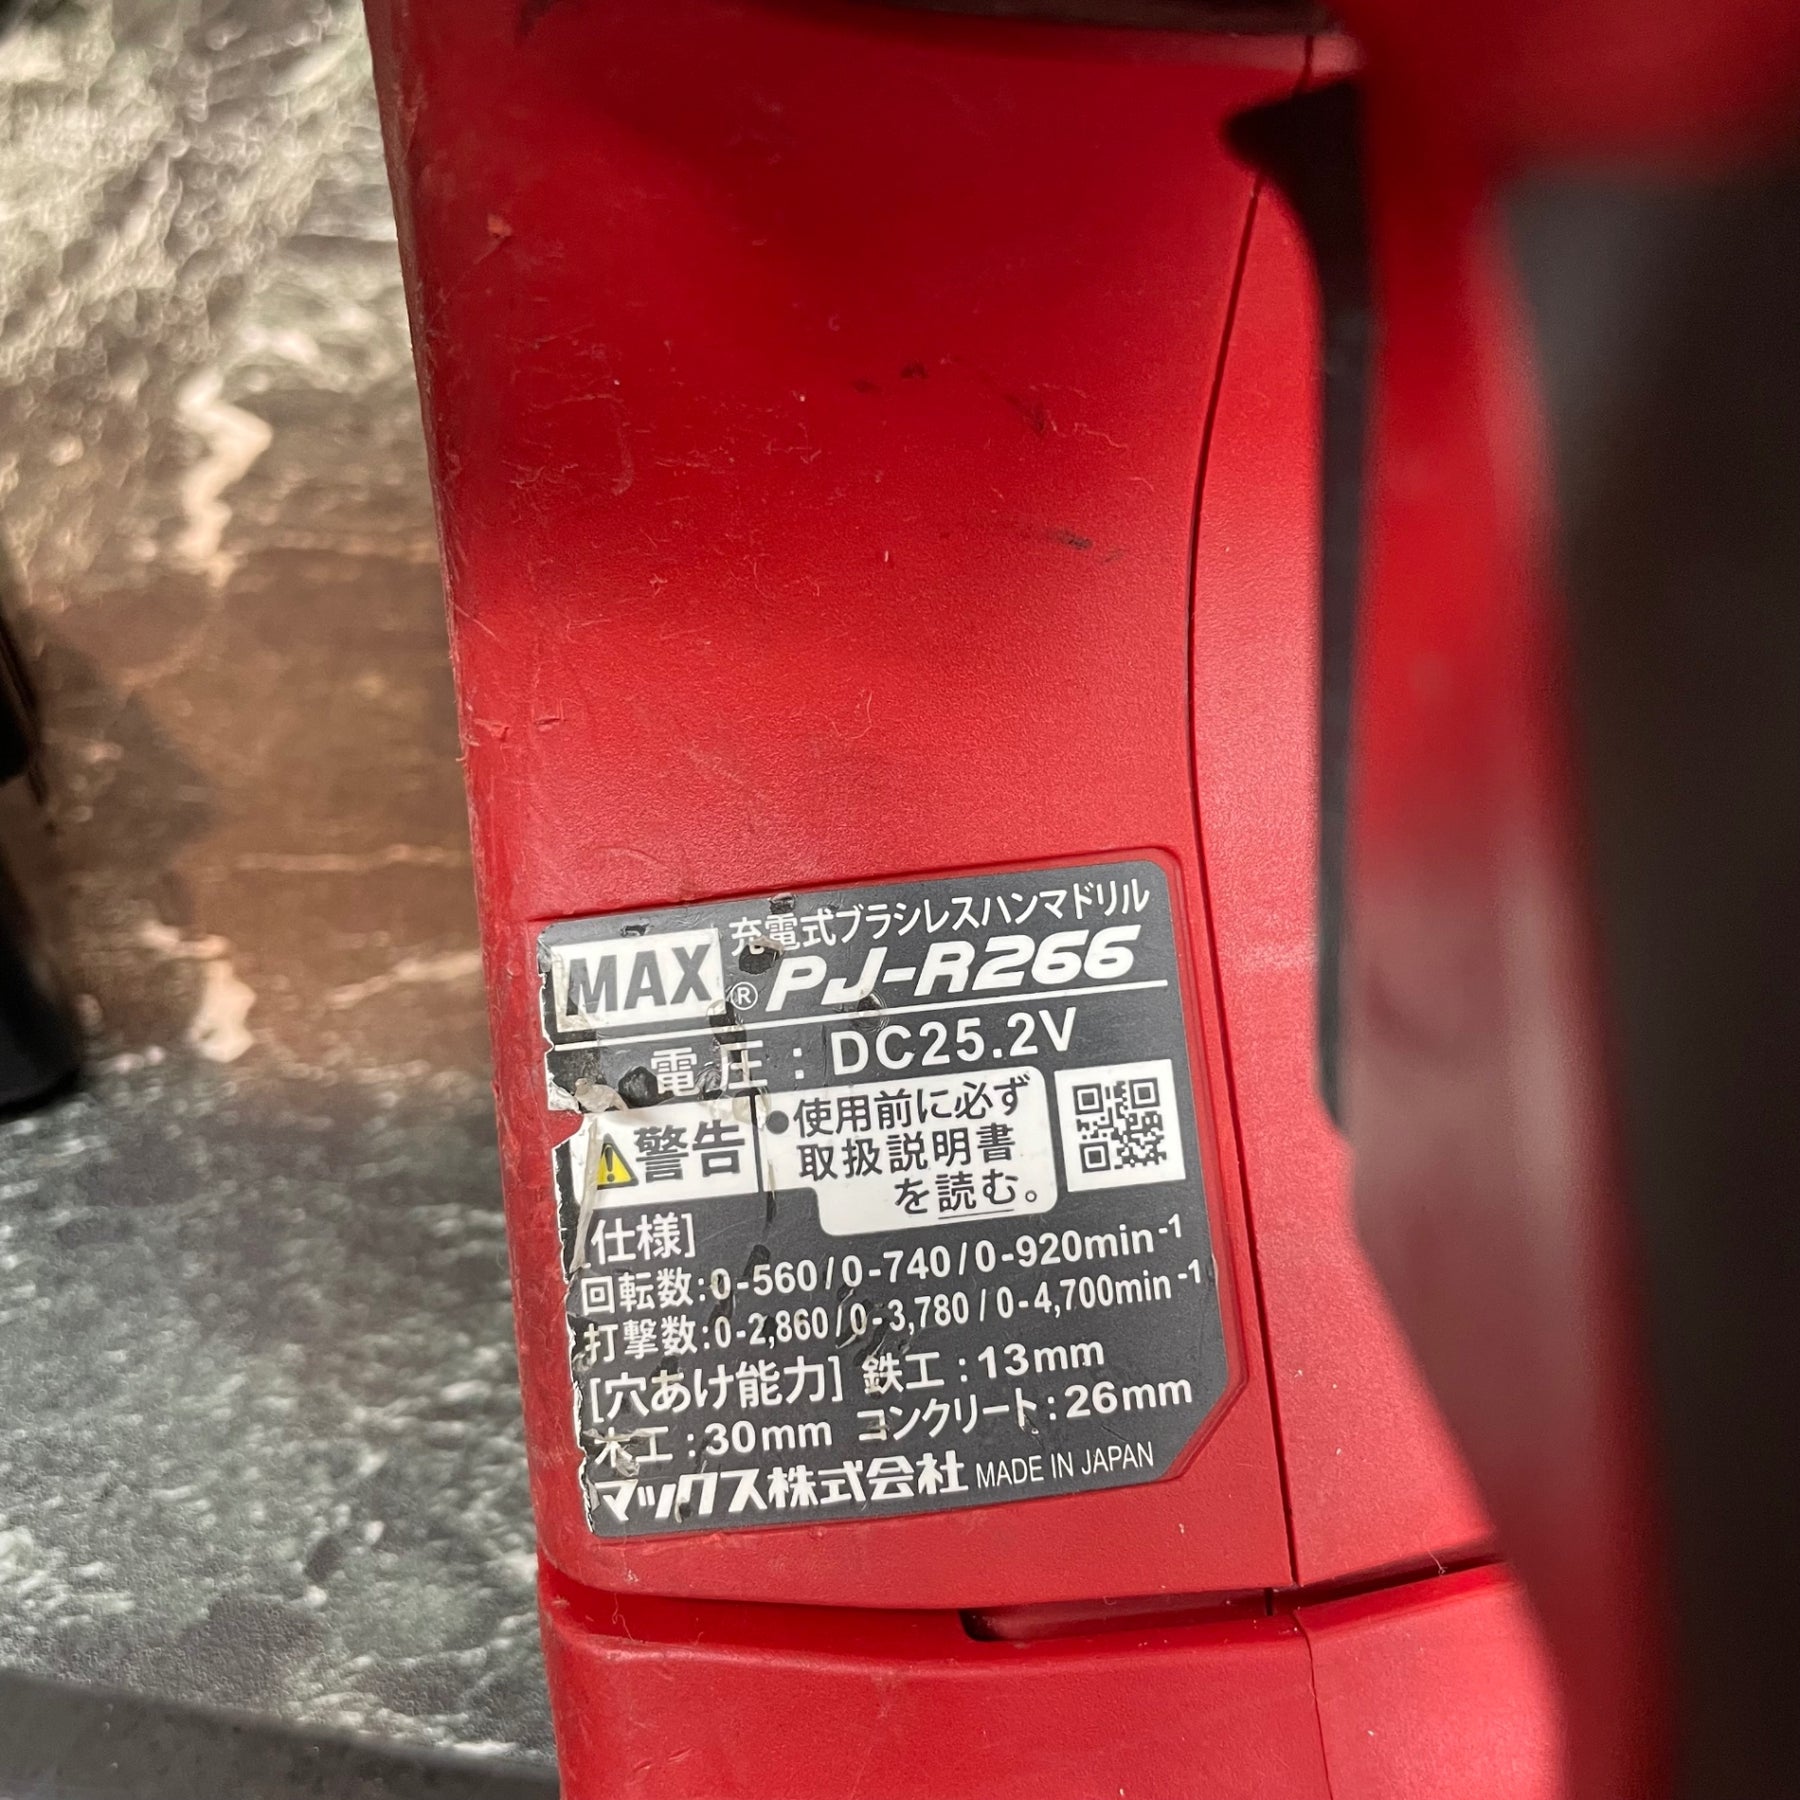 充電式ブラシレスハンマドリル
MAX® PJ-R266
電圧：DC25.2V
警告
●使用前に必ず
取扱説明書
を読む。
[仕様]
回転数:0-560/0-740/0-920min-1
打撃数:0-2,860/0-3,780/0-4,700min-1
[穴あけ能力] 鉄工：13mm
木工：30mm コンクリート：26mm
マックス株式会社 MADE IN JAPAN